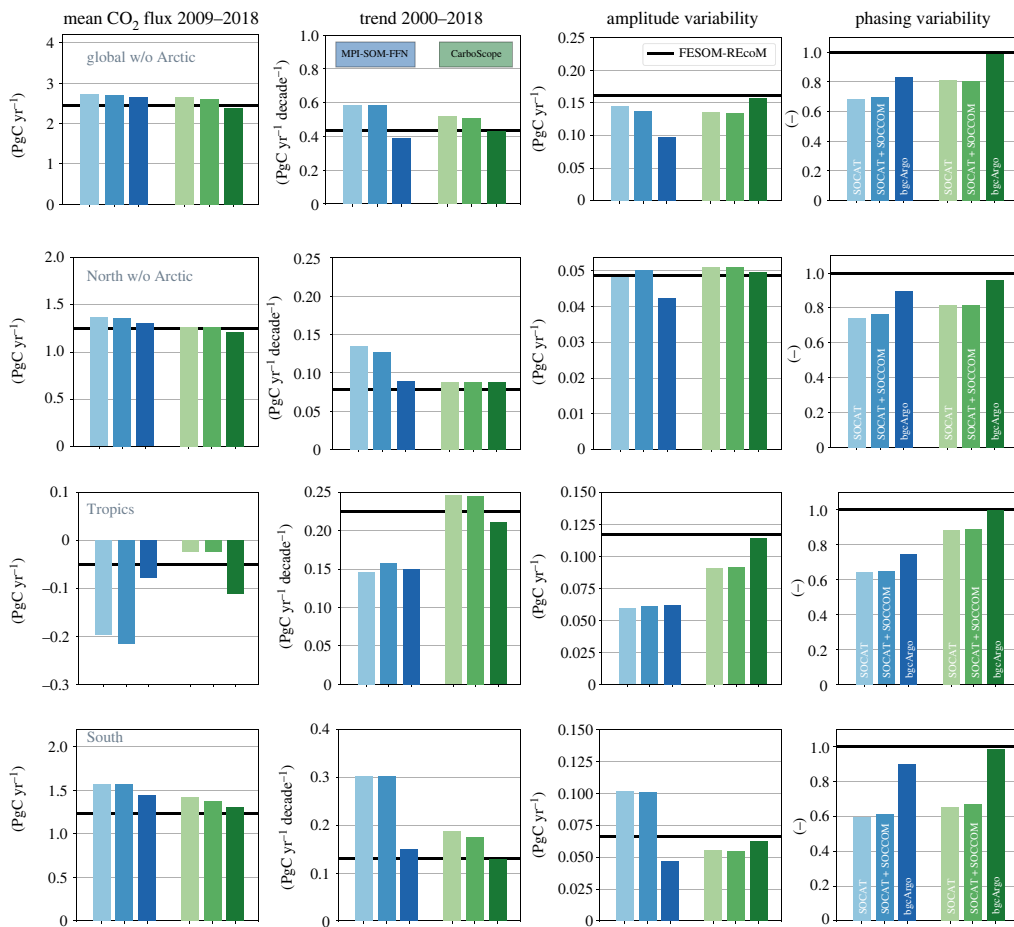 mean CO2 flux 2009–2018
trend 2000–2018
amplitude variability
phasing variability
(PgC yr−1)
4
3
2
1
0
global w/o Arctic
(PgC yr−1 decade−1)
1.0
0.8
0.6
0.4
0.2
0
MPI-SOM-FFN
CarboScope
(PgC yr−1)
0.25
0.20
0.15
0.10
0.05
0
FESOM-REcoM
(–)
1.0
0.8
0.6
0.4
0.2
0
SOCAT
SOCAT + SOCCOM
bgcArgo
SOCAT
SOCAT + SOCCOM
bgcArgo
(PgC yr−1)
2.0
1.5
1.0
0.5
0
North w/o Arctic
(PgC yr−1 decade−1)
0.25
0.20
0.15
0.10
0.05
0
(PgC yr−1)
0.05
0.04
0.03
0.02
0.01
0
(–)
1.0
0.8
0.6
0.4
0.2
0
SOCAT
SOCAT + SOCCOM
bgcArgo
SOCAT
SOCAT + SOCCOM
bgcArgo
(PgC yr−1)
0.1
0
−0.1
−0.2
−0.3
Tropics
(PgC yr−1 decade−1)
0.25
0.20
0.15
0.10
0.05
0
(PgC yr−1)
0.150
0.125
0.100
0.075
0.050
0.025
0
(–)
1.0
0.8
0.6
0.4
0.2
0
SOCAT
SOCAT + SOCCOM
bgcArgo
SOCAT
SOCAT + SOCCOM
bgcArgo
(PgC yr−1)
2.0
1.5
1.0
0.5
0
South
(PgC yr−1 decade−1)
0.4
0.3
0.2
0.1
0
(PgC yr−1)
0.150
0.125
0.100
0.075
0.050
0.025
0
(–)
1.0
0.8
0.6
0.4
0.2
0
SOCAT
SOCAT + SOCCOM
bgcArgo
SOCAT
SOCAT + SOCCOM
bgcArgo